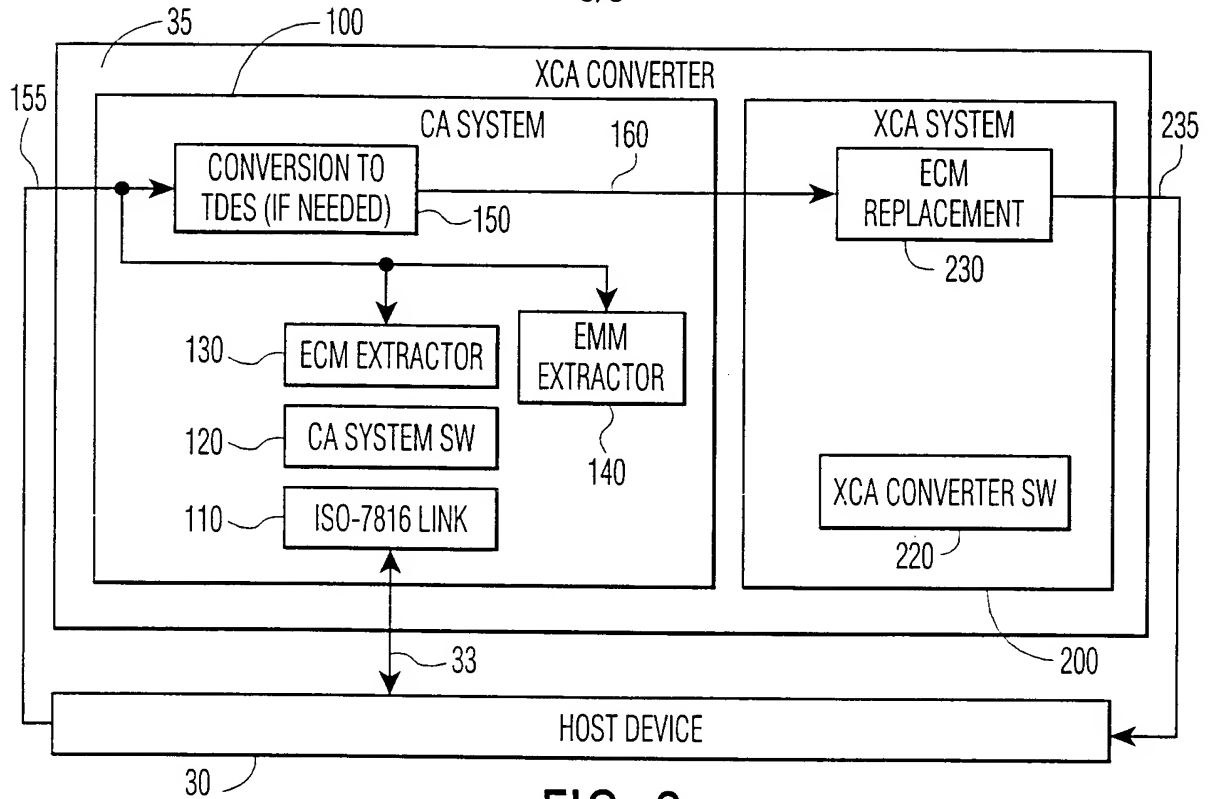 35
100
XCA CONVERTER
155
CA SYSTEM
160
XCA SYSTEM
235
CONVERSION TO
TDES (IF NEEDED)
150
ECM
REPLACEMENT
230
130
ECM EXTRACTOR
EMM
EXTRACTOR
140
120
CA SYSTEM SW
110
ISO-7816 LINK
XCA CONVERTER SW
220
33
200
HOST DEVICE
30